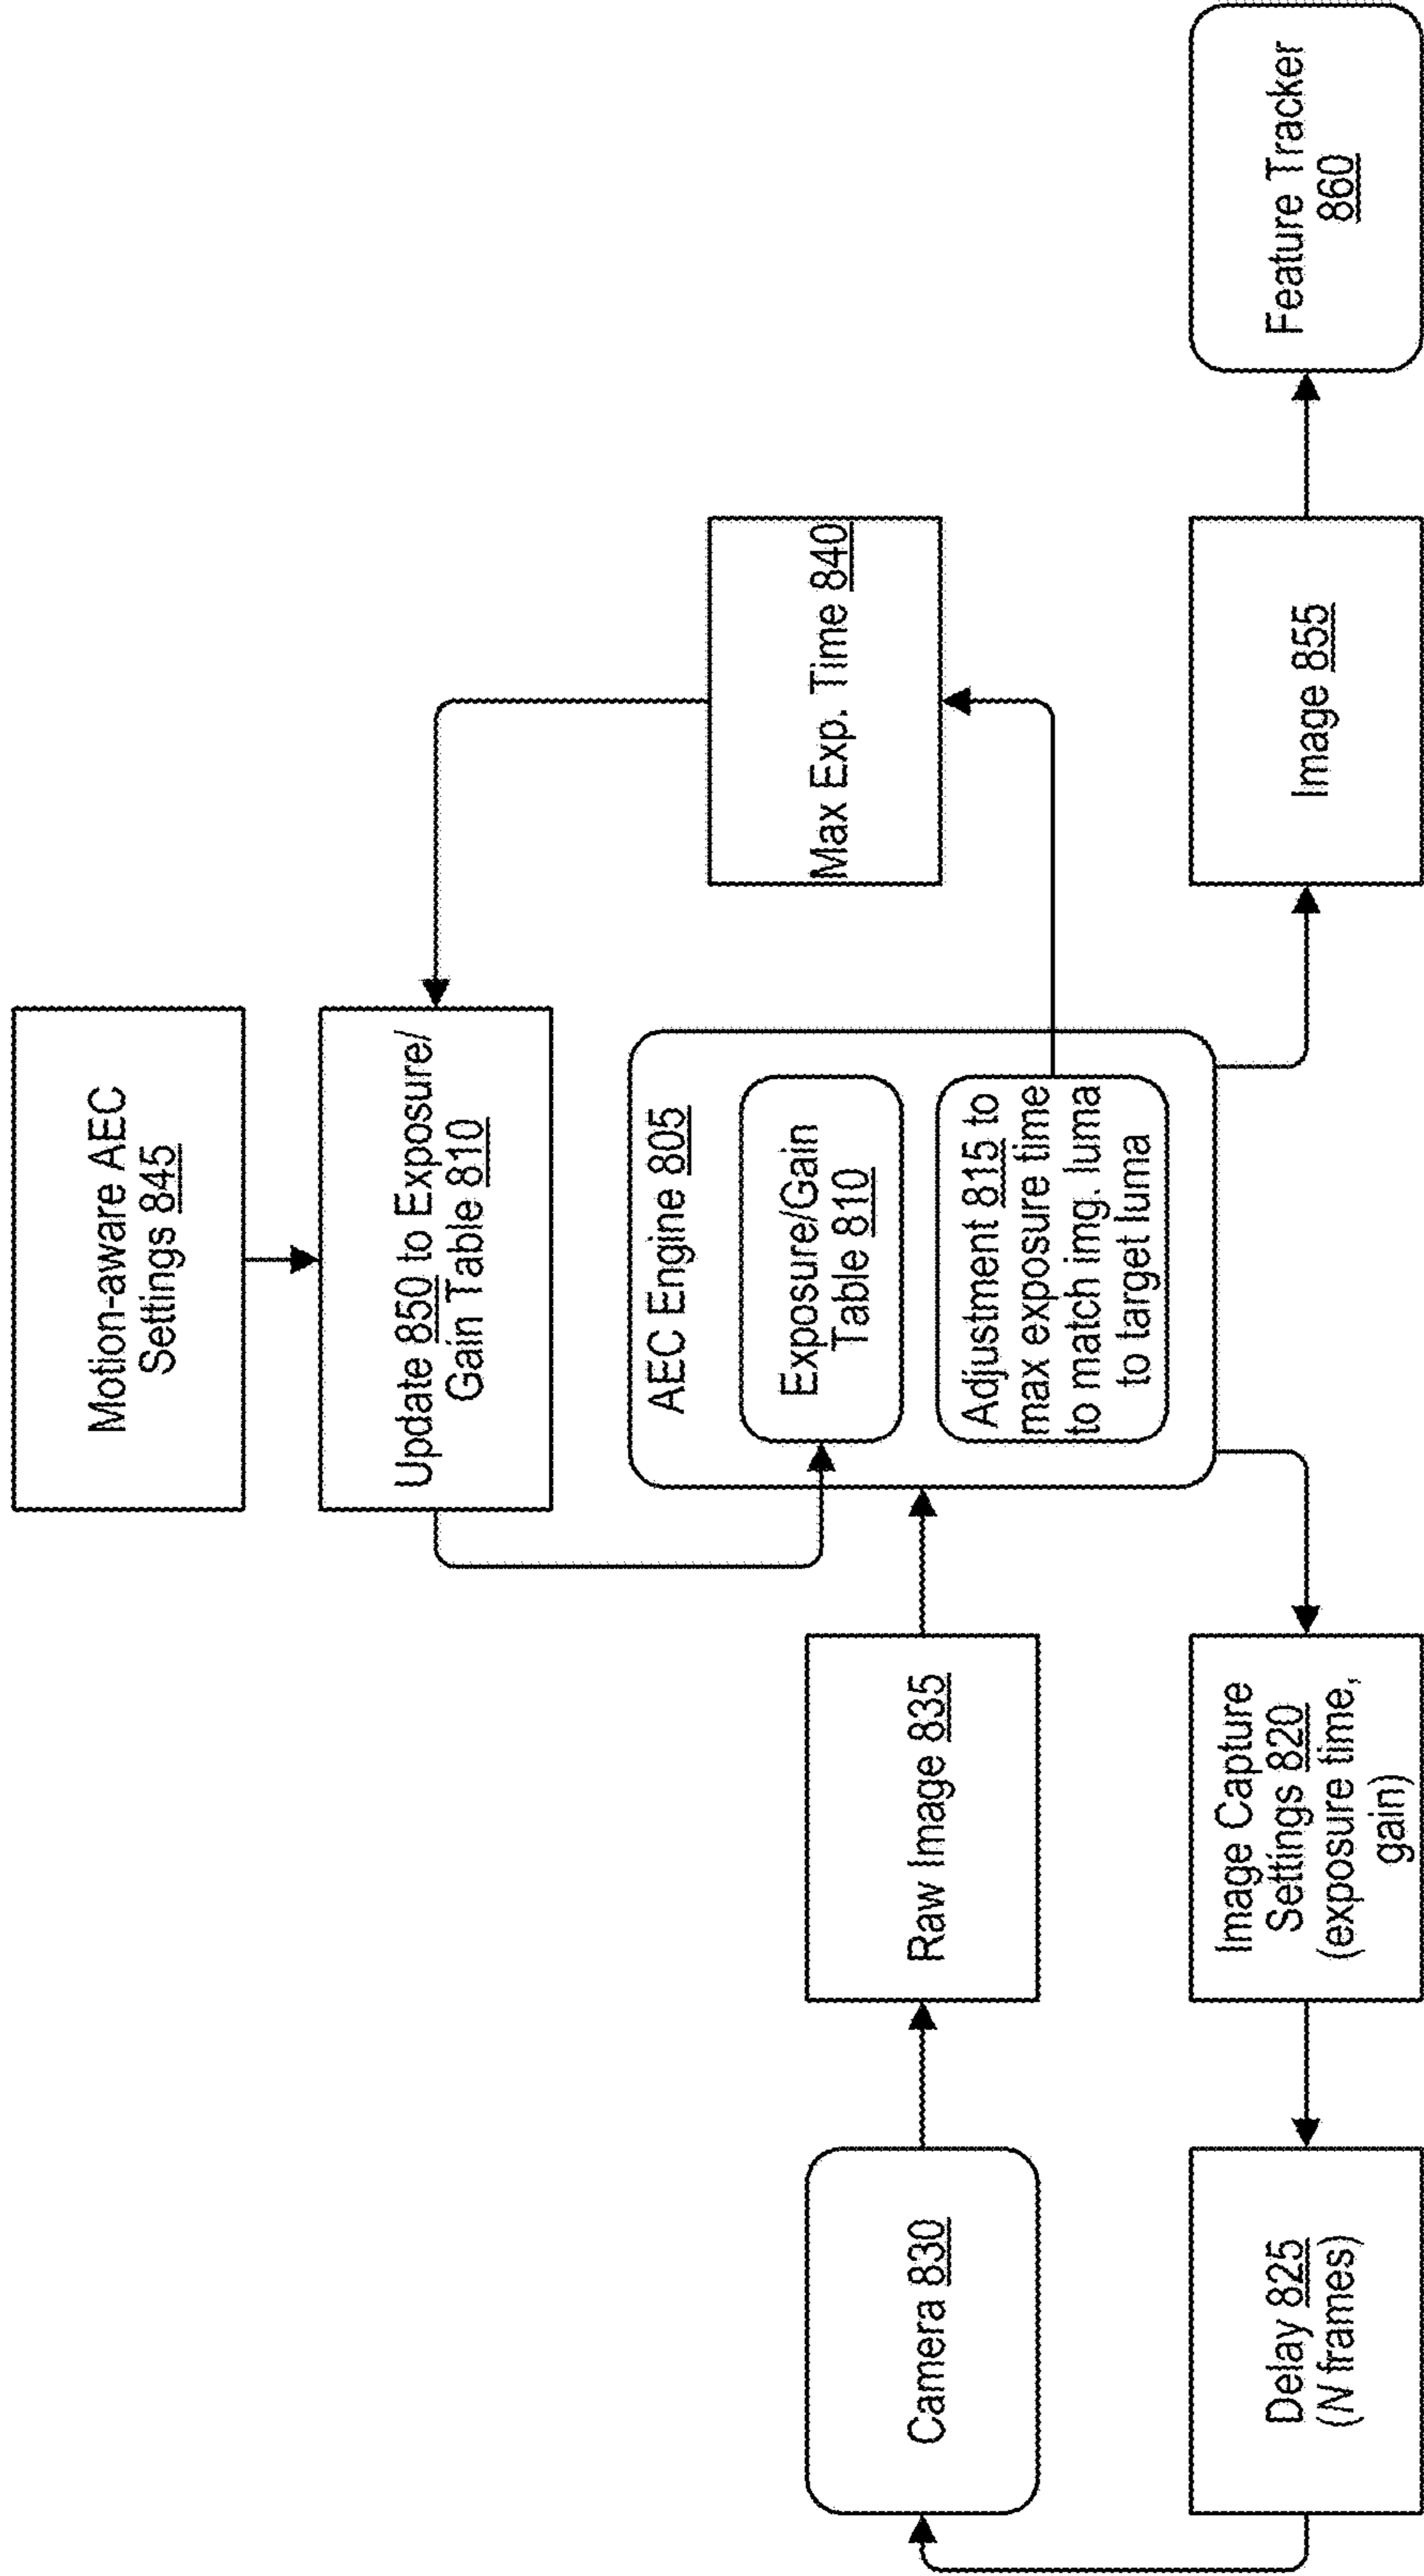 Motion-aware AEC
Settings 845
Update 850 to Exposure/
Gain Table 810
Max Exp. Time 840
AEC Engine 805
Exposure/Gain
Table 810
Adjustment 815 to
max exposure time
to match img. luma
to target luma
Camera 830
Raw Image 835
Delay 825
(N frames)
Image Capture
Settings 820
(exposure time,
gain)
Image 855
Feature Tracker
860